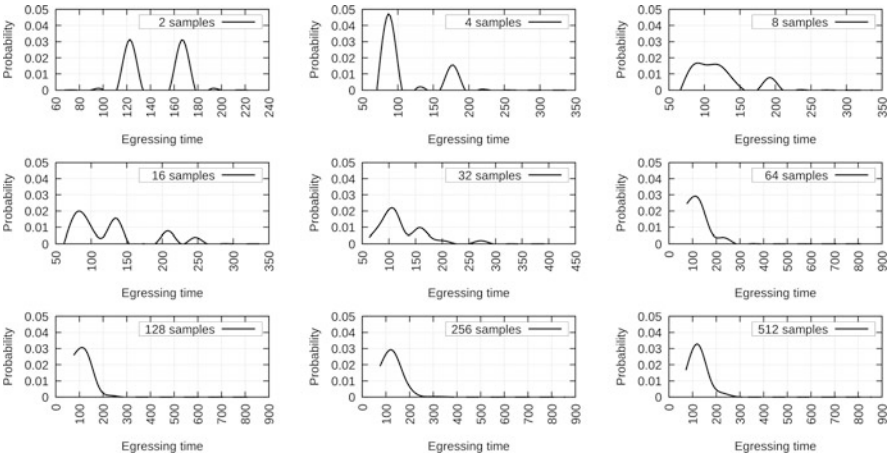 0.05 0.04 0.03 0.02 0.01 0
Probability
2 samples
60 80 100 120 140 160 180 200 220 240
Egressing time
0.05 0.04 0.03 0.02 0.01 0
Probability
4 samples
50 100 150 200 250 300 350
Egressing time
0.05 0.04 0.03 0.02 0.01 0
Probability
8 samples
50 100 150 200 250 300 350
Egressing time
0.05 0.04 0.03 0.02 0.01 0
Probability
16 samples
50 100 150 200 250 300 350
Egressing time
0.05 0.04 0.03 0.02 0.01 0
Probability
32 samples
50 100 150 200 250 300 350 400 450
Egressing time
0.05 0.04 0.03 0.02 0.01 0
Probability
64 samples
0 100 200 300 400 500 600 700 800 900
Egressing time
0.05 0.04 0.03 0.02 0.01 0
Probability
128 samples
0 100 200 300 400 500 600 700 800 900
Egressing time
0.05 0.04 0.03 0.02 0.01 0
Probability
256 samples
0 100 200 300 400 500 600 700 800 900
Egressing time
0.05 0.04 0.03 0.02 0.01 0
Probability
512 samples
0 100 200 300 400 500 600 700 800 900
Egressing time